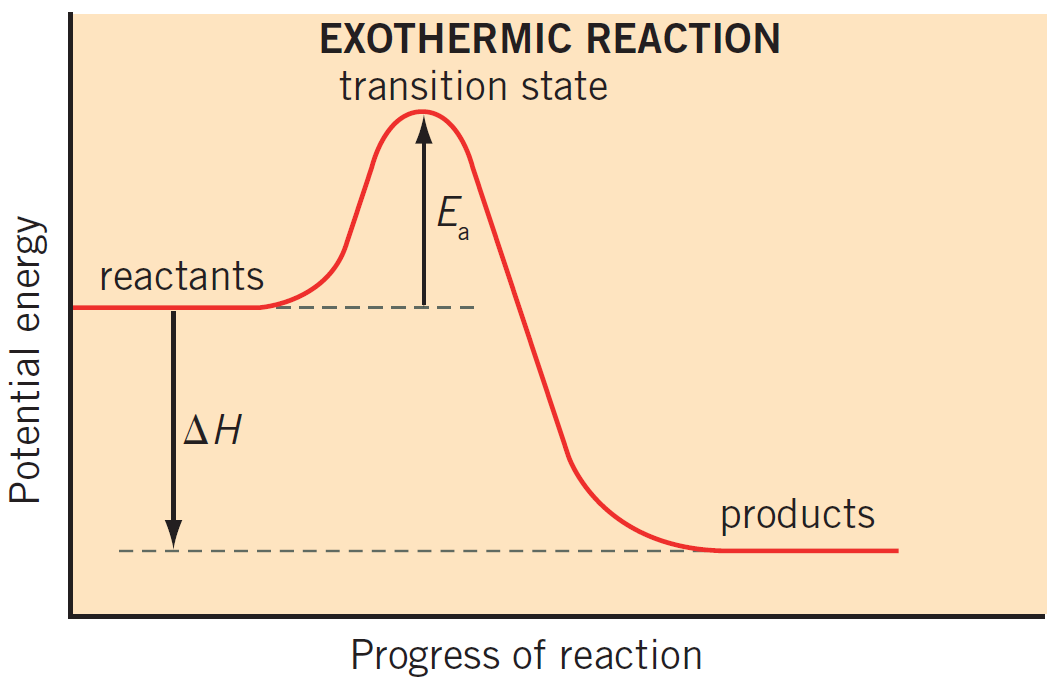 EXOTHERMIC REACTION
transition state
Eₐ
reactants
ΔH
products
Potential energy
Progress of reaction